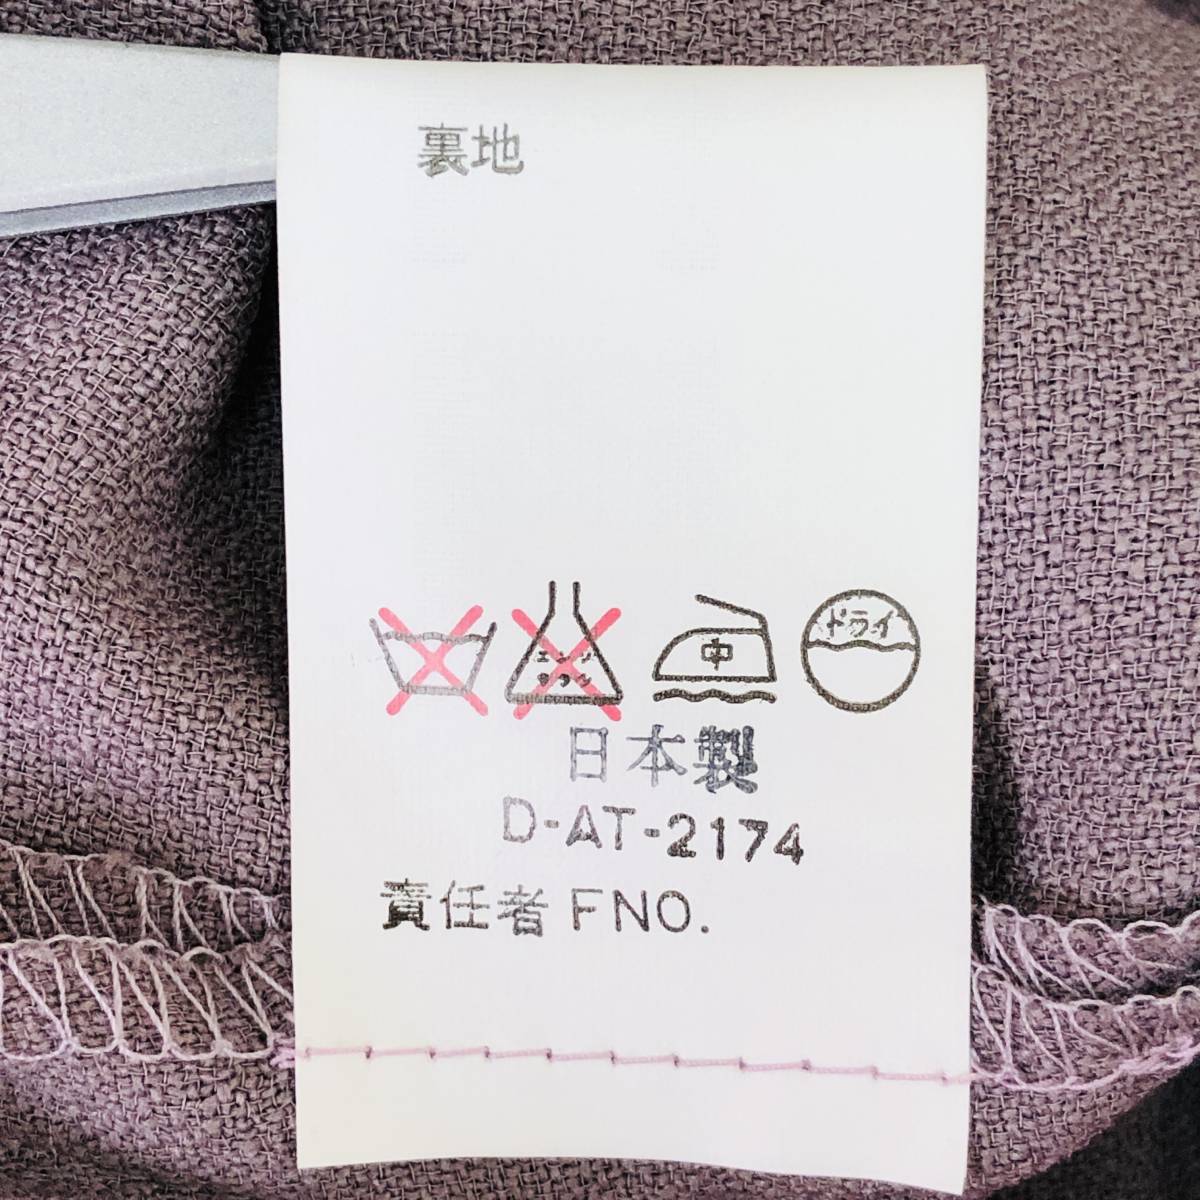 裏地
エンソ
サラシ
中
ドライ
日本製
D-AT-2174
責任者 FNO.